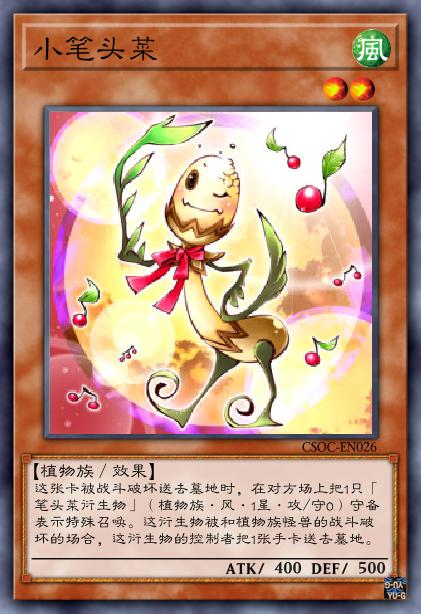 小笔头菜
風
CSOC-EN026
【植物族／效果】
这张卡被战斗破坏送去墓地时，在对方场上把1只「
笔头菜衍生物」（植物族·风·1星·攻/守0）守备
表示特殊召唤。这衍生物被和植物族怪兽的战斗破
坏的场合，这衍生物的控制者把1张手卡送去墓地。
ATK/ 400 DEF/ 500